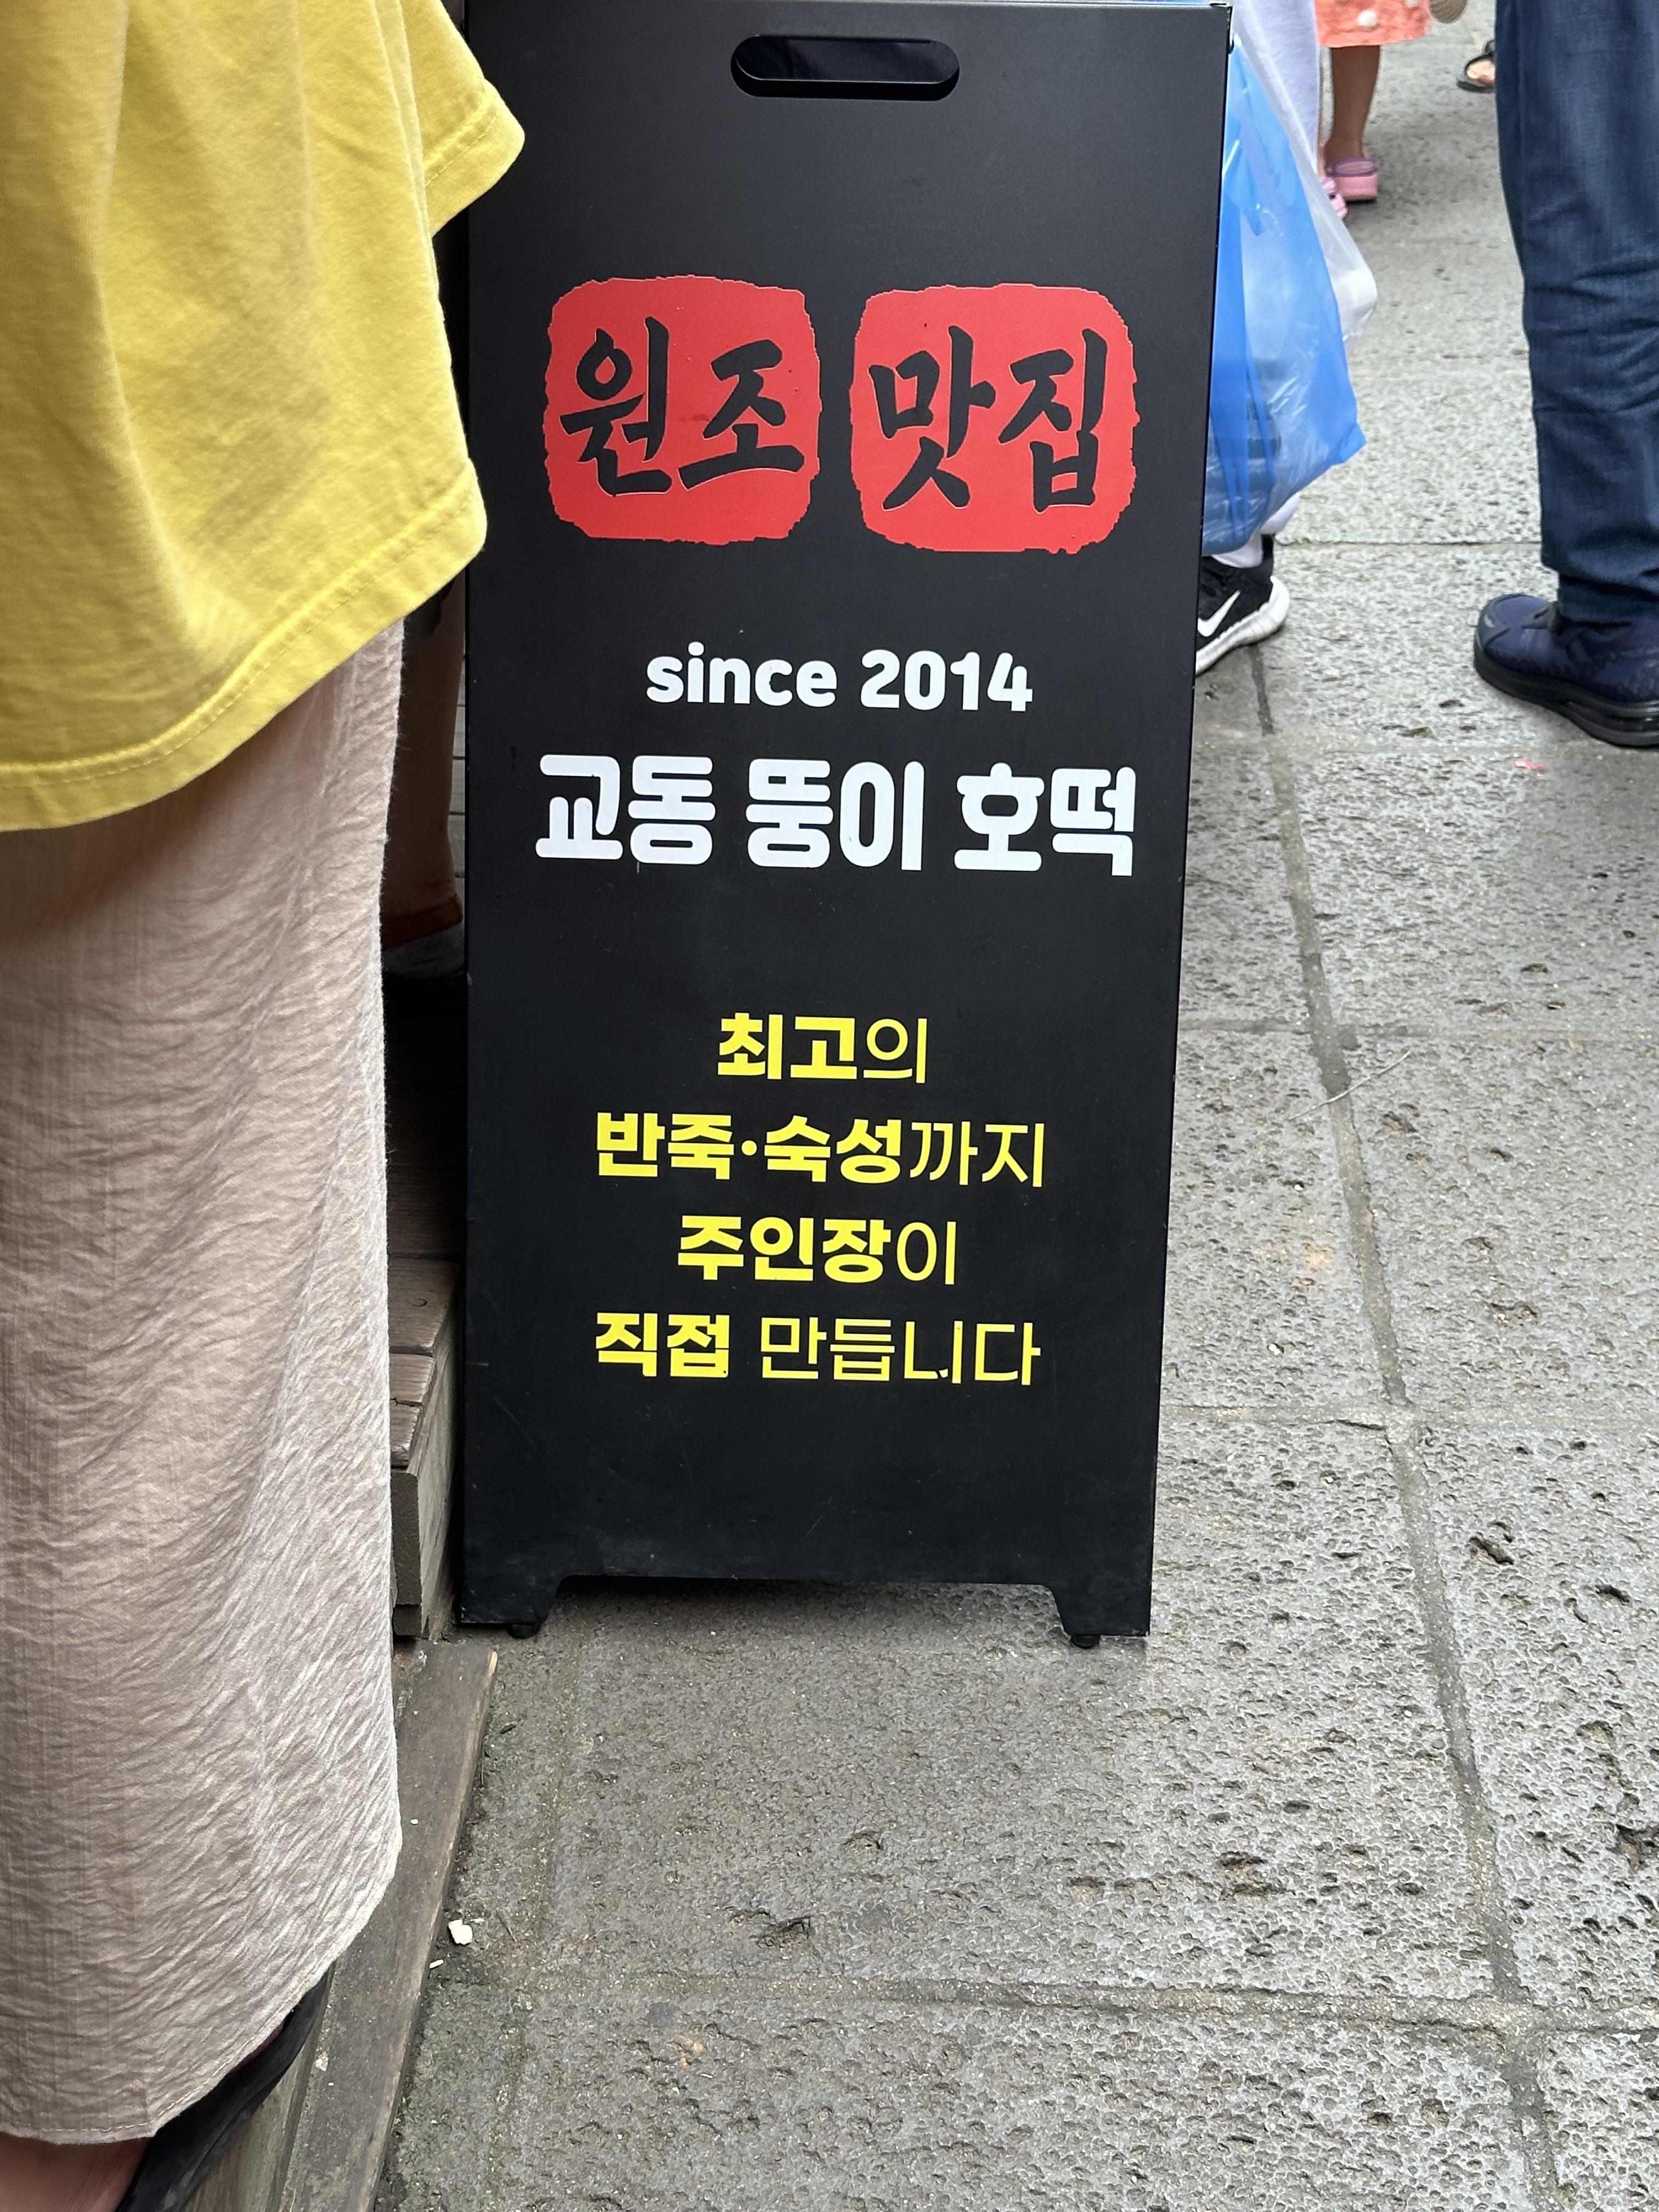 원조 맛집
since 2014
교동 뚱이 호떡
최고의
반죽·숙성까지
주인장이
직접 만듭니다